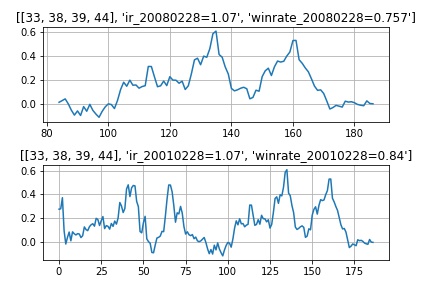 [[33, 38, 39, 44], 'ir_20080228=1.07', 'winrate_20080228=0.757']
0.6
0.4
0.2
0.0
80 100 120 140 160 180
[[33, 38, 39, 44], 'ir_20010228=1.07', 'winrate_20010228=0.84']
0.6
0.4
0.2
0.0
0 25 50 75 100 125 150 175